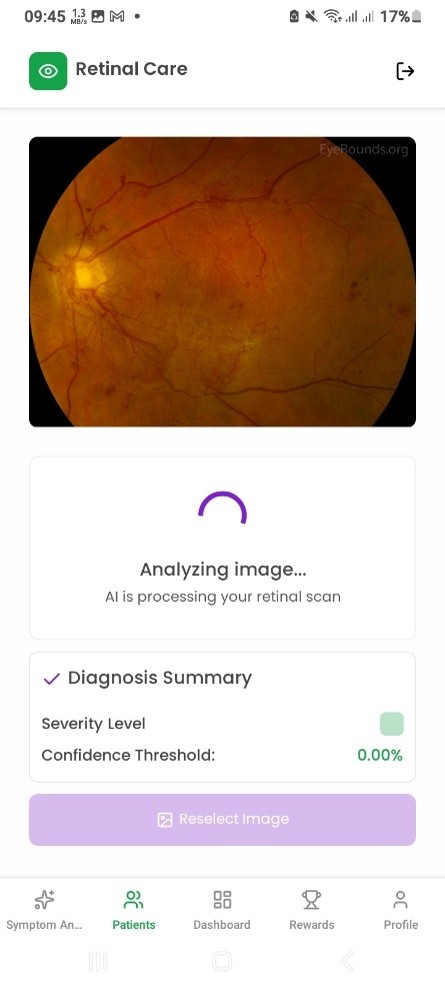 09:45 1.3 MB/s • 17%
Retinal Care
EyeRounds.org
Analyzing image...
AI is processing your retinal scan
Diagnosis Summary
Severity Level
Confidence Threshold: 0.00%
Reselect Image
Symptom An... Patients Dashboard Rewards Profile